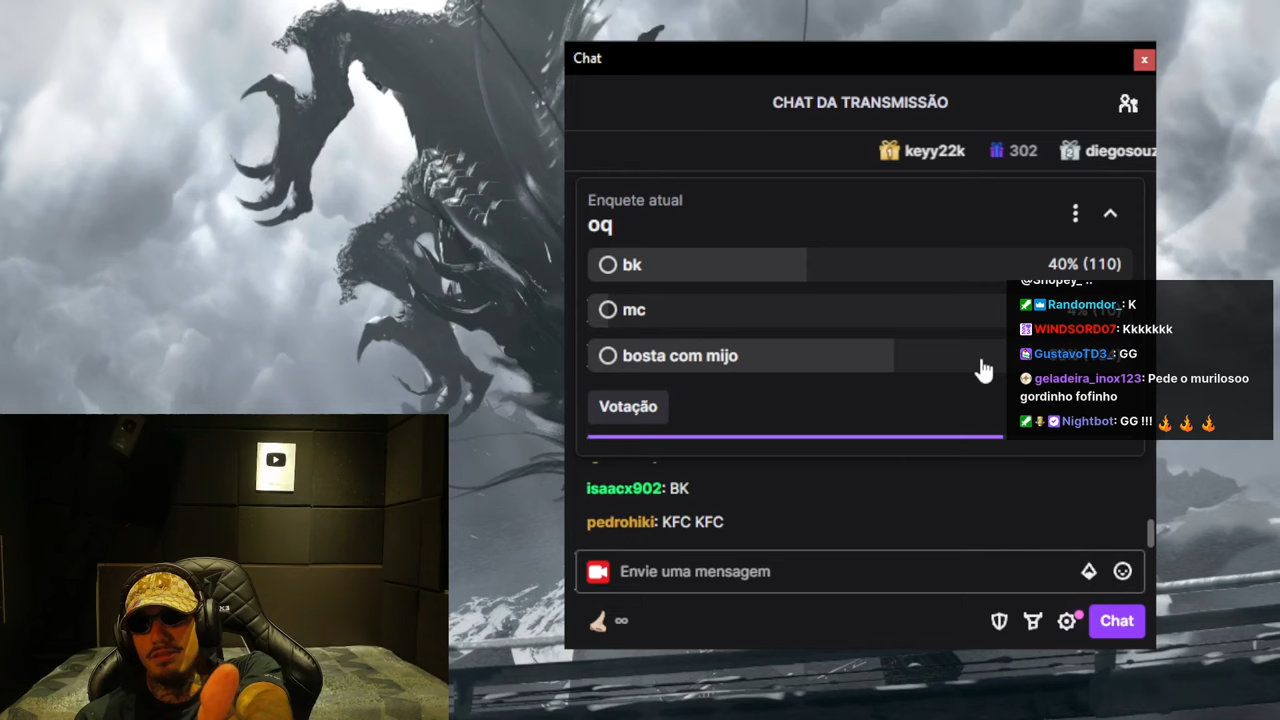 Chat
x
CHAT DA TRANSMISSÃO
1 keyy22k 302 2 diegosouz
Enquete atual
oq
bk 40% (110)
mc
bosta com mijo
Votação
Randomdor_: K
WINDSORD07: Kkkkkkk
GustavoTD3_: GG
geladeira_inox123: Pede o murilosoo
gordinho fofinho
Nightbot: GG !!!
isaacx902: BK
pedrohiki: KFC KFC
Envie uma mensagem
∞
Chat